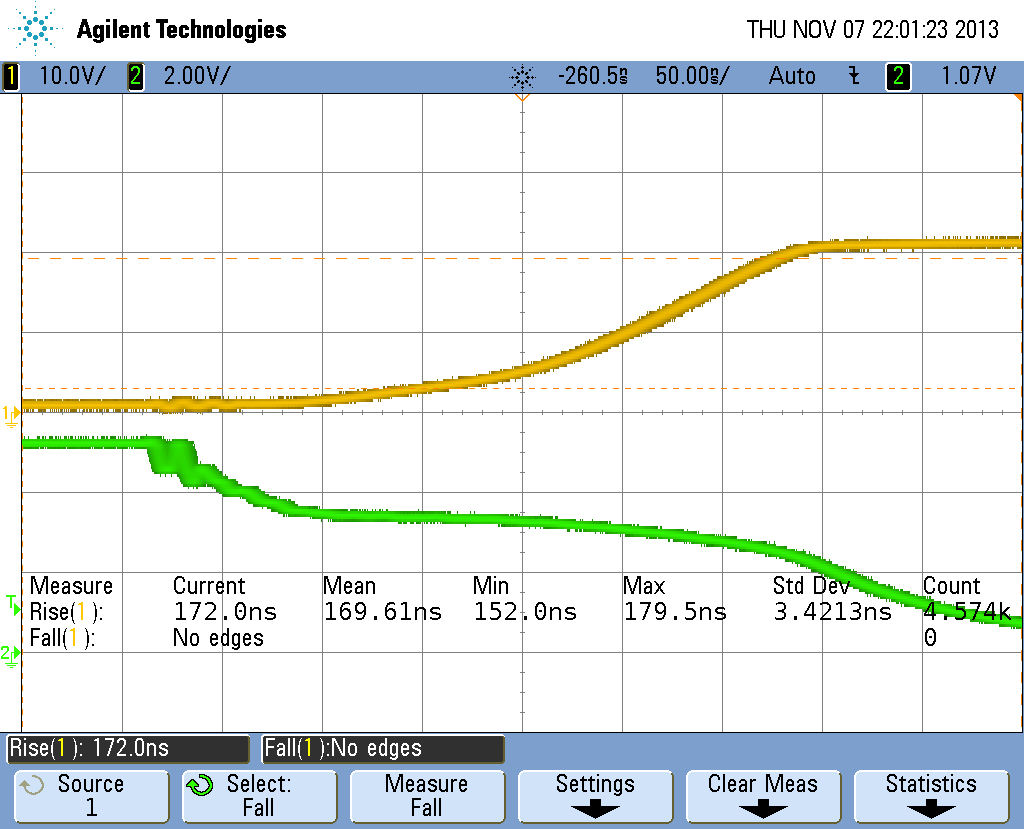 Agilent Technologies THU NOV 07 22:01:23 2013
1 10.0V/ 2 2.00V/ -260.5ns 50.00ns/ Auto 2 1.07V
1
T
Measure Current Mean Min Max Std Dev Count
Rise(1): 172.0ns 169.61ns 152.0ns 179.5ns 3.4213ns 4.574k
Fall(1): No edges 0
2
Rise(1): 172.0ns Fall(1):No edges
Source Select: Measure Settings Clear Meas Statistics
1 Fall Fall